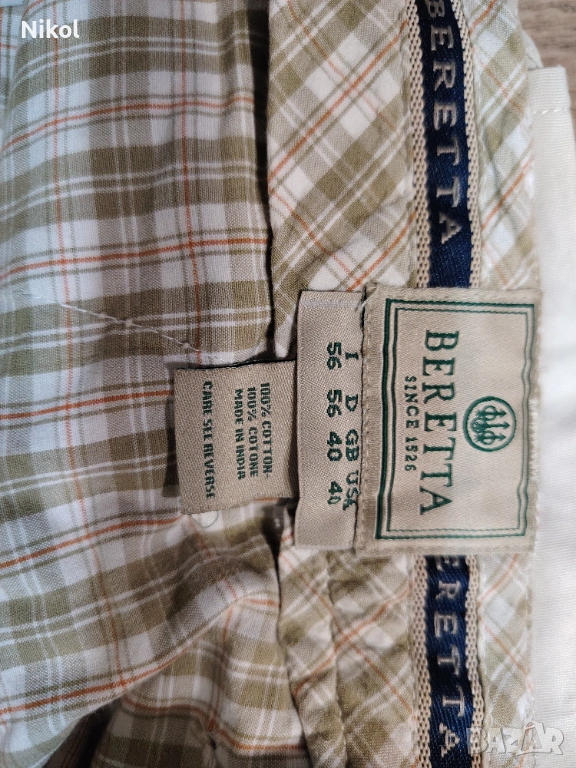 Nikol
BERETTA
BERETTA
SINCE 1526
I D GB USA
56 56 40 40
100% COTTON-
100% COTONE
MADE IN INDIA
CARE SEE REVERSE
BERETTA
BAZAR